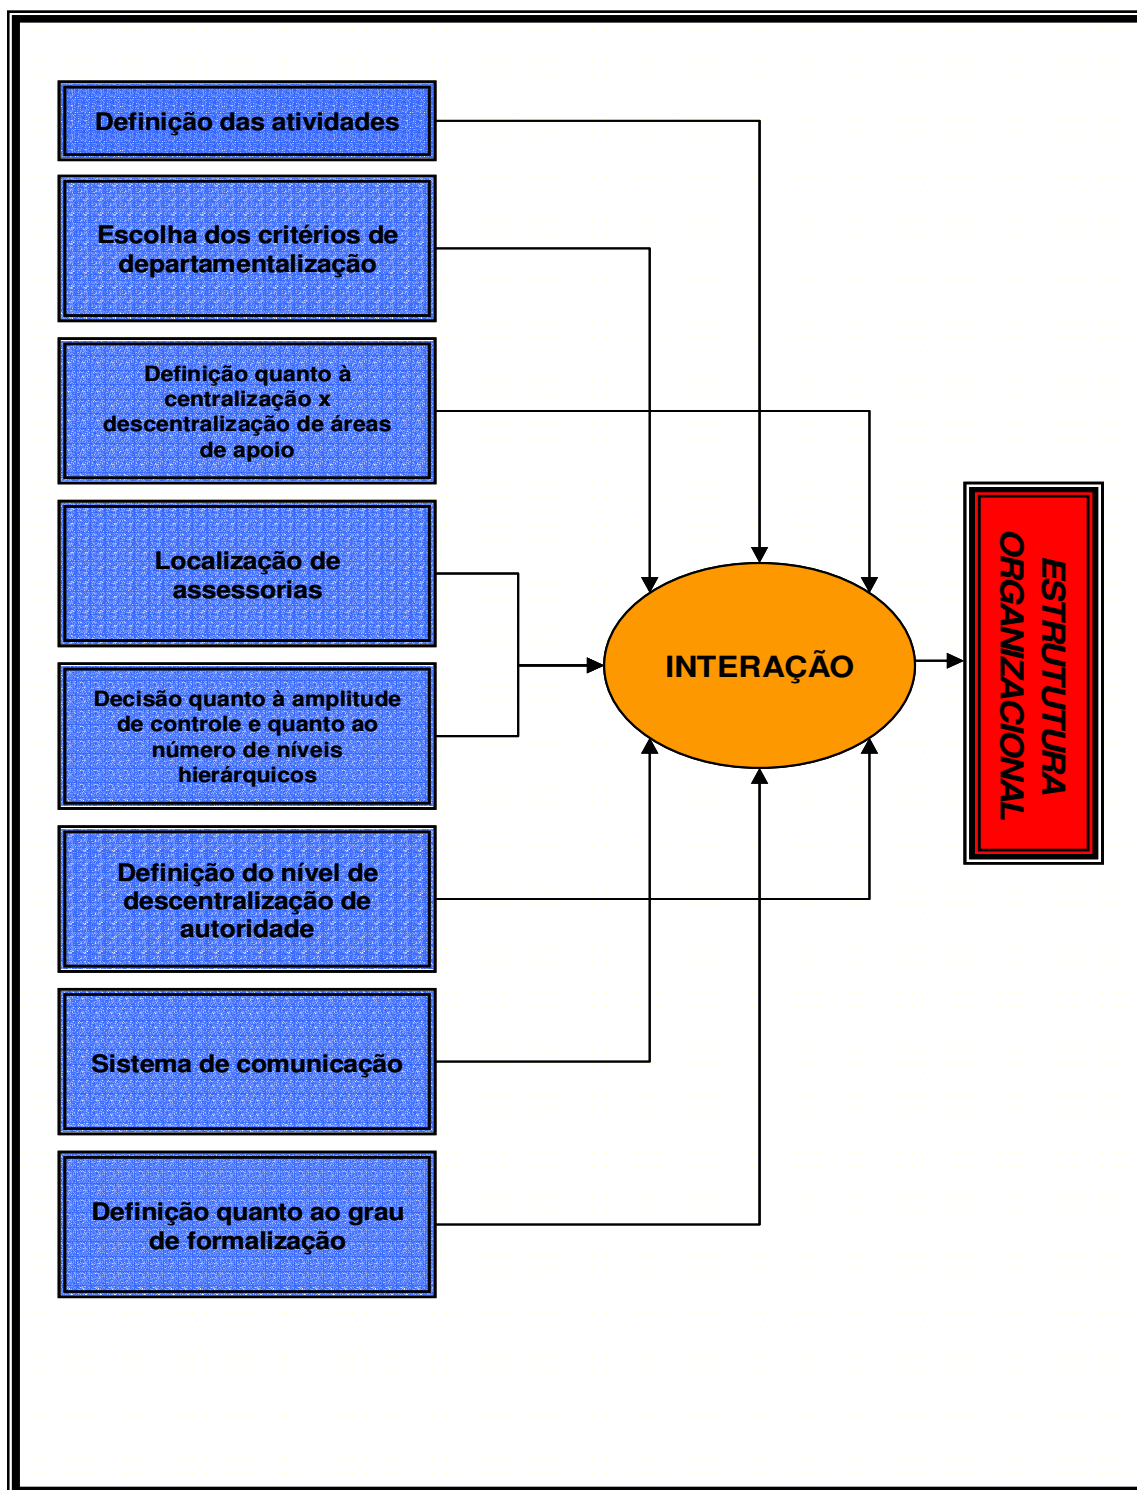 Definição das atividades
Escolha dos critérios de
departamentalização
Definição quanto à
centralização x
descentralização de áreas
de apoio
Localização de
assessorias
Decisão quanto à amplitude
de controle e quanto ao
número de níveis
hierárquicos
Definição do nível de
descentralização de
autoridade
Sistema de comunicação
Definição quanto ao grau
de formalização
INTERAÇÃO
ESTRUTUTURA
ORGANIZACIONAL